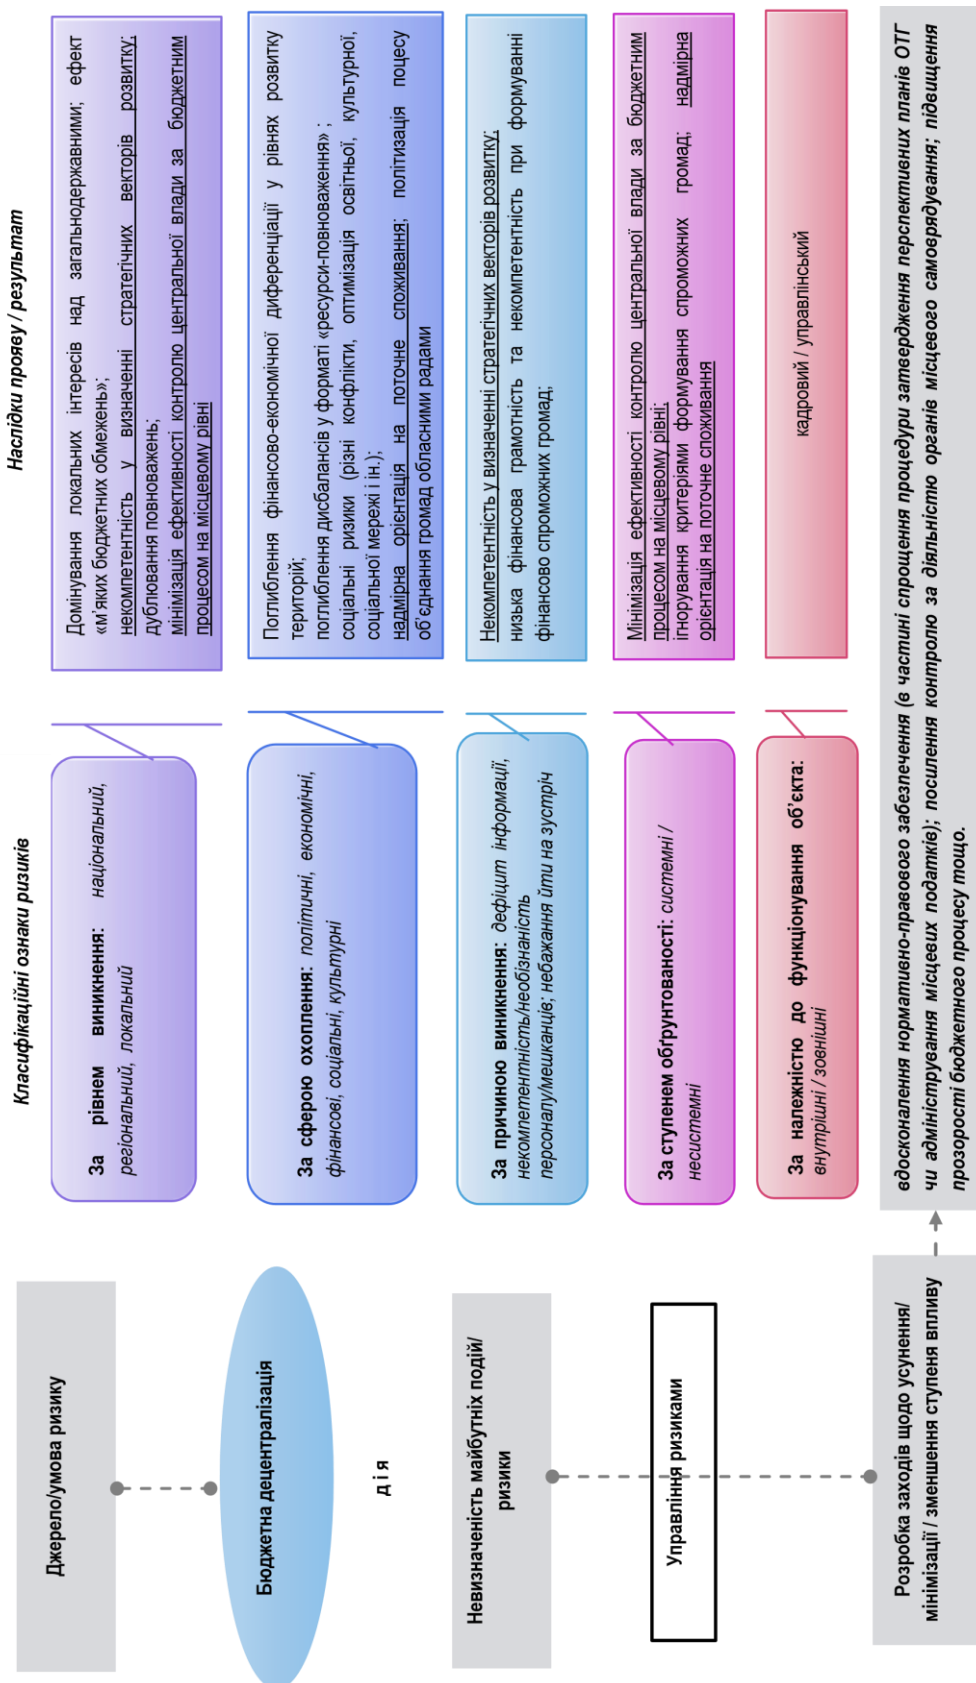 Джерело/умова ризику
Бюджетна децентралізація
д і я
Невизначеність майбутніх подій/
ризики
Управління ризиками
Розробка заходів щодо усунення/
мінімізації / зменшення ступеня впливу
Класифікаційні ознаки ризиків
За рівнем виникнення: національний,
регіональний, локальний
За сферою охоплення: політичні, економічні,
фінансові, соціальні, культурні
За причиною виникнення: дефіцит інформації,
некомпетентність/необізнаність
персоналу/мешканців; небажання йти на зустріч
За ступенем обґрунтованості: системні /
несистемні
За належністю до функціонування об’єкта:
внутрішні / зовнішні
Наслідки прояву / результат
Домінування локальних інтересів над загальнодержавними; ефект
«м’яких бюджетних обмежень»;
некомпетентність у визначенні стратегічних векторів розвитку;
дублювання повноважень;
мінімізація ефективності контролю центральної влади за бюджетним
процесом на місцевому рівні
Поглиблення фінансово-економічної диференціації у рівнях розвитку
територій;
поглиблення дисбалансів у форматі «ресурси-повноваження» ;
соціальні ризики (різні конфлікти, оптимізація освітньої, культурної,
соціальної мережі і ін.);
надмірна орієнтація на поточне споживання; політизація поцесу
об’єднання громад обласними радами
Некомпетентність у визначенні стратегічних векторів розвитку;
низька фінансова грамотність та некомпетентність при формуванні
фінансово спроможних громад;
Мінімізація ефективності контролю центральної влади за бюджетним
процесом на місцевому рівні;
ігнорування критеріями формування спроможних громад; надмірна
орієнтація на поточне споживання
кадровий / управлінський
вдосконалення нормативно-правового забезпечення (в частині спрощення процедури затвердження перспективних планів ОТГ
чи адміністрування місцевих податків); посилення контролю за діяльністю органів місцевого самоврядування; підвищення
прозорості бюджетного процесу тощо.